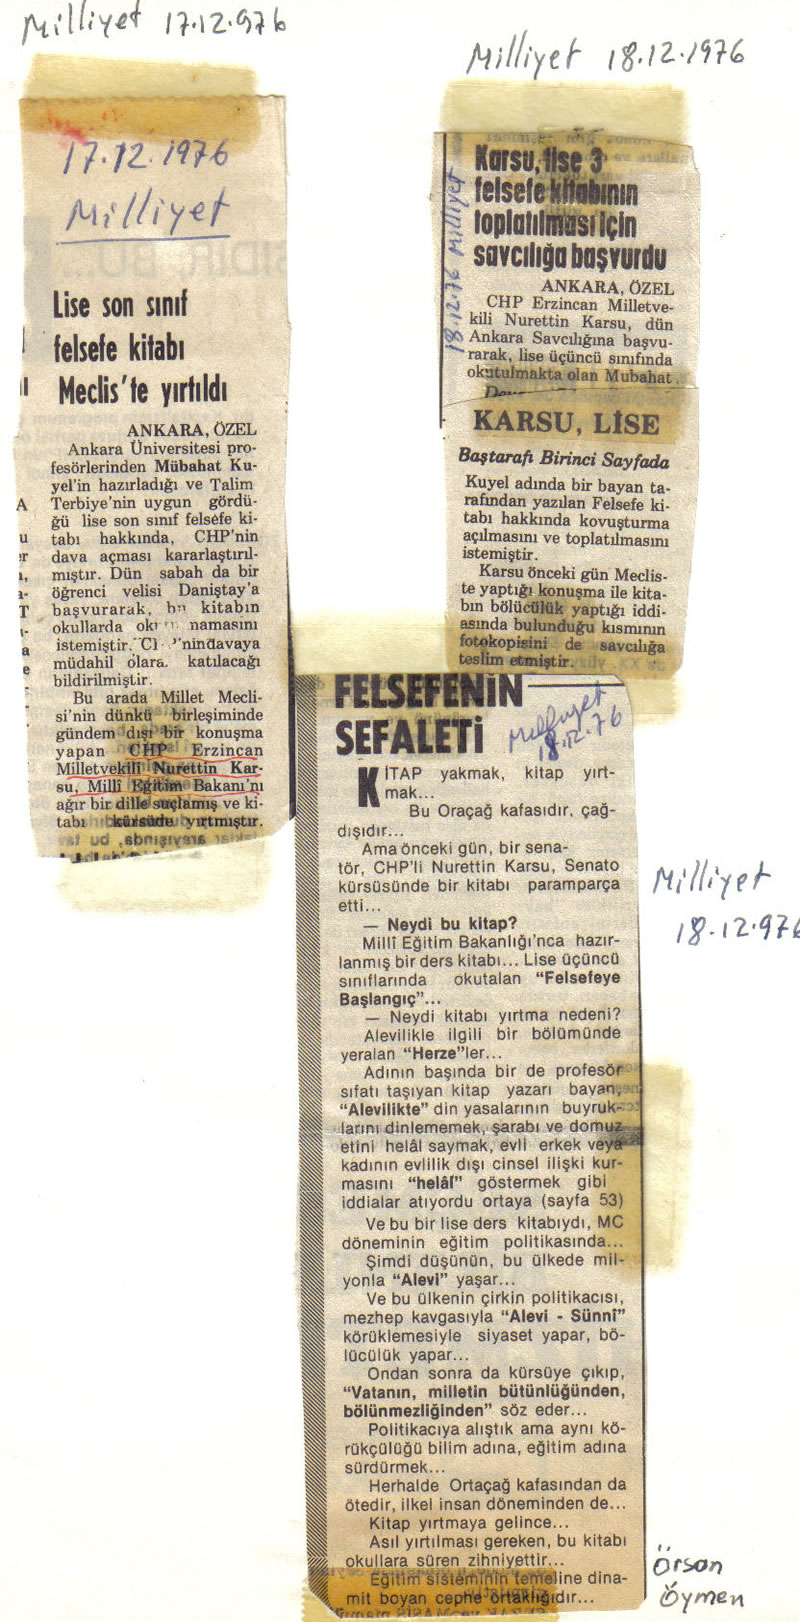 Milliyet 17.12.976
17.12.1976
Milliyet
Lise son sınıf
felsefe kitabı
Meclis'te yırtıldı
ANKARA, ÖZEL
Ankara Üniversitesi pro-
fesörlerinden Mübahat Ku-
yel'in hazırladığı ve Talim
Terbiye'nin uygun gördü-
ğü lise son sınıf felsefe ki-
tabı hakkında, CHP'nin
dava açması kararlaştırıl-
mıştır. Dün sabah da bir
öğrenci velisi Danıştay'a
başvurarak, kitabın
okullarda namasını
istemiştir. 'nindavaya
müdahil olara. katılacağı
bildirilmiştir.
Bu arada Millet Mecli-
si'nin dünkü birleşiminde
gündem dışı bir konuşma
yapan CHP Erzincan
Milletvekili Nurettin Kar-
su, Millî Eğitim Bakanı'nı
ağır bir dille suçlamış ve ki-
tabı kürsüde yırtmıştır.
Milliyet 18.12.1976
18.12.76 Milliyet
Karsu, lise 3
felsefe kitabının
toplatılması için
savcılığa başvurdu
ANKARA, ÖZEL
CHP Erzincan Milletve-
kili Nurettin Karsu, dün
Ankara Savcılığına başvu-
rarak, lise üçüncü sınıfında
okutulmakta olan Mubahat
KARSU, LİSE
Baştarafı Birinci Sayfada
Kuyel adında bir bayan ta-
rafından yazılan Felsefe ki-
tabı hakkında kovuşturma
açılmasını ve toplatılmasını
istemiştir.
Karsu önceki gün Meclis-
te yaptığı konuşma ile kita-
bın bölücülük yaptığı iddi-
asında bulunduğu kısmının
fotokopisini de savcılığa
teslim etmiştir.
FELSEFENİN
SEFALETİ
Milliyet
18.12.76
KİTAP yakmak, kitap yırt-
mak...
Bu Oraçağ kafasıdır, çağ-
dışıdır...
Ama önceki gün, bir sena-
tör, CHP'li Nurettin Karsu, Senato
kürsüsünde bir kitabı paramparça
etti...
— Neydi bu kitap?
Millî Eğitim Bakanlığı'nca hazır-
lanmış bir ders kitabı... Lise üçüncü
sınıflarında okutalan "Felsefeye
Başlangıç"...
— Neydi kitabı yırtma nedeni?
Alevilikle ilgili bir bölümünde
yeralan "Herze"ler...
Adının başında bir de profesör
sıfatı taşıyan kitap yazarı bayan,
"Alevilikte" din yasalarının buyruk-
larını dinlememek, şarabı ve domuz
etini helâl saymak, evli erkek veya
kadının evlilik dışı cinsel ilişki kur-
masını "helâl" göstermek gibi
iddialar atıyordu ortaya (sayfa 53)
Ve bu bir lise ders kitabıydı, MC
döneminin eğitim politikasında...
Şimdi düşünün, bu ülkede mil-
yonla "Alevi" yaşar...
Ve bu ülkenin çirkin politikacısı,
mezhep kavgasıyla "Alevi - Sünnî"
körüklemesiyle siyaset yapar, bö-
lücülük yapar...
Ondan sonra da kürsüye çıkıp,
"Vatanın, milletin bütünlüğünden,
bölünmezliğinden" söz eder...
Politikacıya alıştık ama aynı kö-
rükçülüğü bilim adına, eğitim adına
sürdürmek...
Herhalde Ortaçağ kafasından da
ötedir, ilkel insan döneminden de...
Kitap yırtmaya gelince...
Asıl yırtılması gereken, bu kitabı
okullara süren zihniyettir...
Eğitim sisteminin temeline dina-
mit boyan cephe ortaklığıdır...
Milliyet
18.12.976
Örsan
Öymen